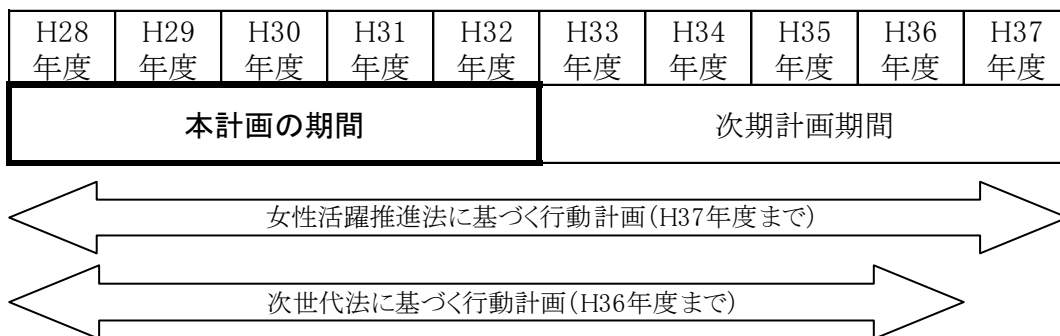 H28 H29 H30 H31 H32 H33 H34 H35 H36 H37
年度 年度 年度 年度 年度 年度 年度 年度 年度 年度
本計画の期間 次期計画期間
女性活躍推進法に基づく行動計画(H37年度まで)
次世代法に基づく行動計画(H36年度まで)